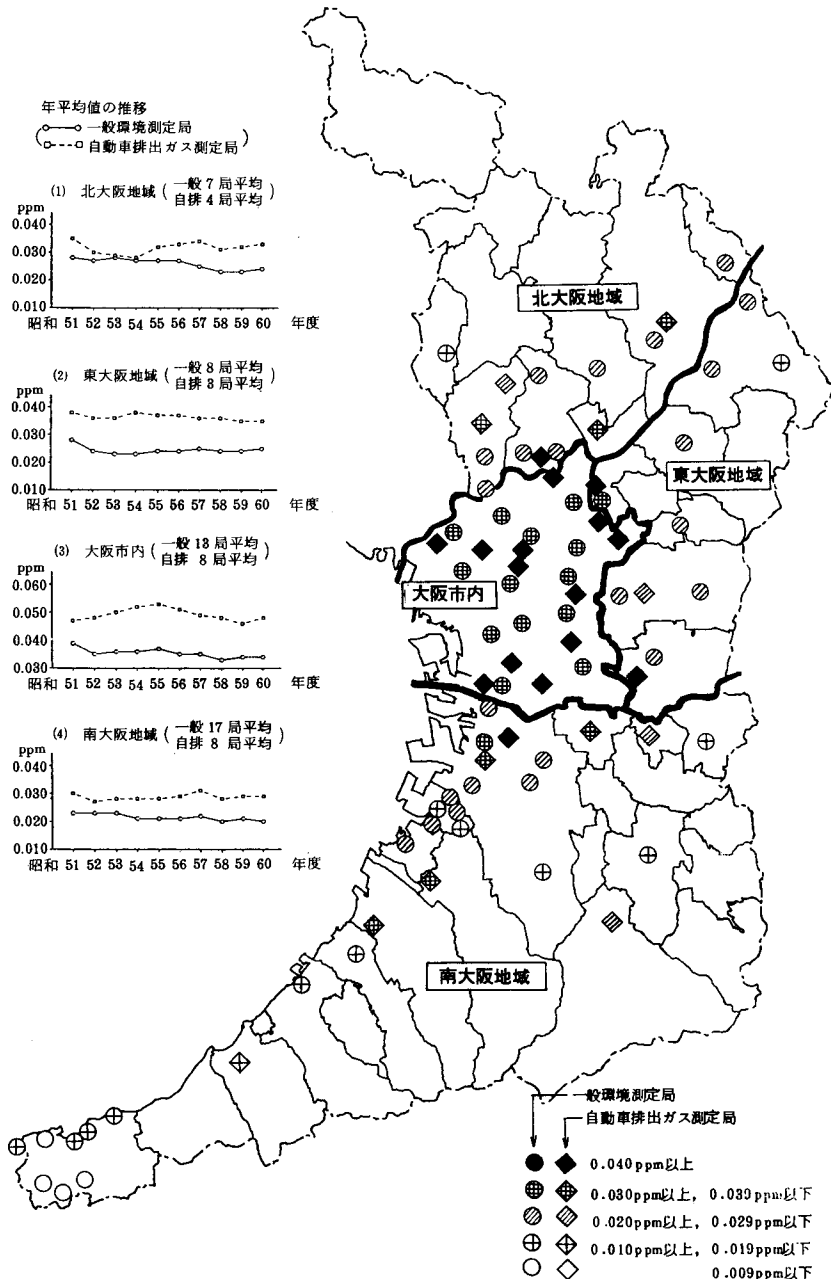 年平均値の推移
一般環境測定局
自動車排出ガス測定局
(1) 北大阪地域 (一般 7 局平均
自排 4 局平均)
ppm
0.040
0.030
0.020
0.010
昭和 51 52 53 54 55 56 57 58 59 60 年度
(2) 東大阪地域 (一般 8 局平均
自排 3 局平均)
ppm
0.040
0.030
0.020
0.010
昭和 51 52 53 54 55 56 57 58 59 60 年度
(3) 大阪市内 (一般 13 局平均
自排 8 局平均)
ppm
0.060
0.050
0.040
0.030
昭和 51 52 53 54 55 56 57 58 59 60 年度
(4) 南大阪地域 (一般 17 局平均
自排 8 局平均)
ppm
0.040
0.030
0.020
0.010
昭和 51 52 53 54 55 56 57 58 59 60 年度
北大阪地域
東大阪地域
大阪市内
南大阪地域
一般環境測定局
自動車排出ガス測定局
0.040ppm以上
0.030ppm以上, 0.039ppm以下
0.020ppm以上, 0.029ppm以下
0.010ppm以上, 0.019ppm以下
0.009ppm以下